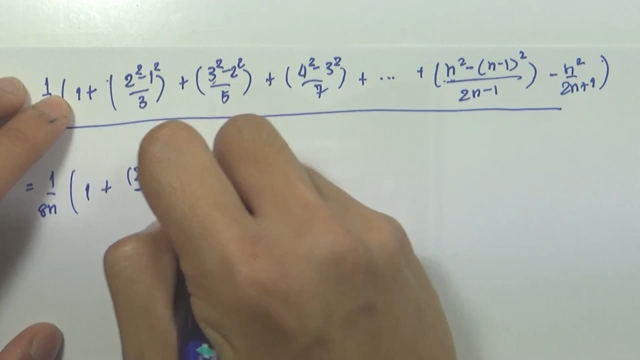 1 ( 1 + ( 2²-1² / 3 ) + ( 3²-2² / 5 ) + ( 4²-3² / 7 ) + ... + ( n²-(n-1)² / 2n-1 ) - n² / 2n+1 )
= 1/8n ( 1 + (